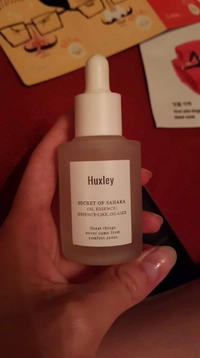 Huxley
SECRET OF SAHARA
OIL ESSENCE ;
ESSENCE-LIKE, OIL-LIKE
Great things
never came from
comfort zones.